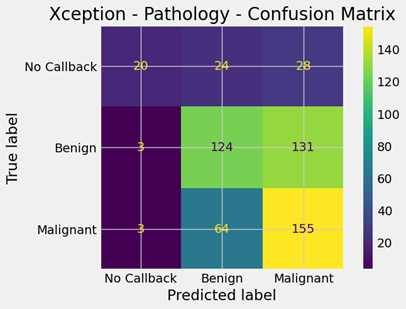 Xception - Pathology - Confusion Matrix
No Callback 20 24 28
Benign 3 124 131
Malignant 3 64 155
No Callback Benign Malignant
Predicted label
True label
140
120
100
80
60
40
20